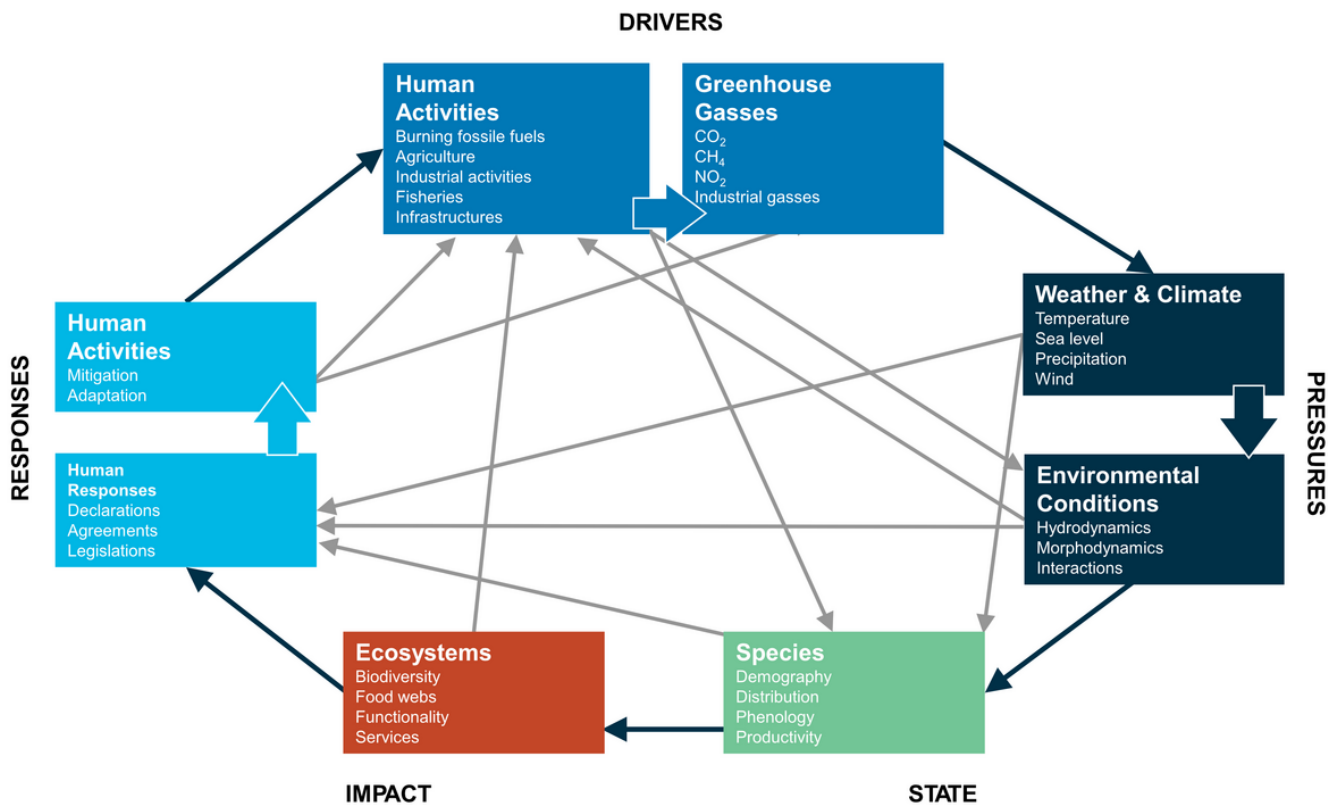 DRIVERS
Human
Activities
Burning fossile fuels
Agriculture
Industrial activities
Fisheries
Infrastructures
Greenhouse
Gasses
CO₂
CH₄
NO₂
Industrial gasses
Weather & Climate
Temperature
Sea level
Precipitation
Wind
PRESSURES
Environmental
Conditions
Hydrodynamics
Morphodynamics
Interactions
Species
Demography
Distribution
Phenology
Productivity
STATE
Ecosystems
Biodiversity
Food webs
Functionality
Services
IMPACT
Human
Responses
Declarations
Agreements
Legislations
RESPONSES
Human
Activities
Mitigation
Adaptation